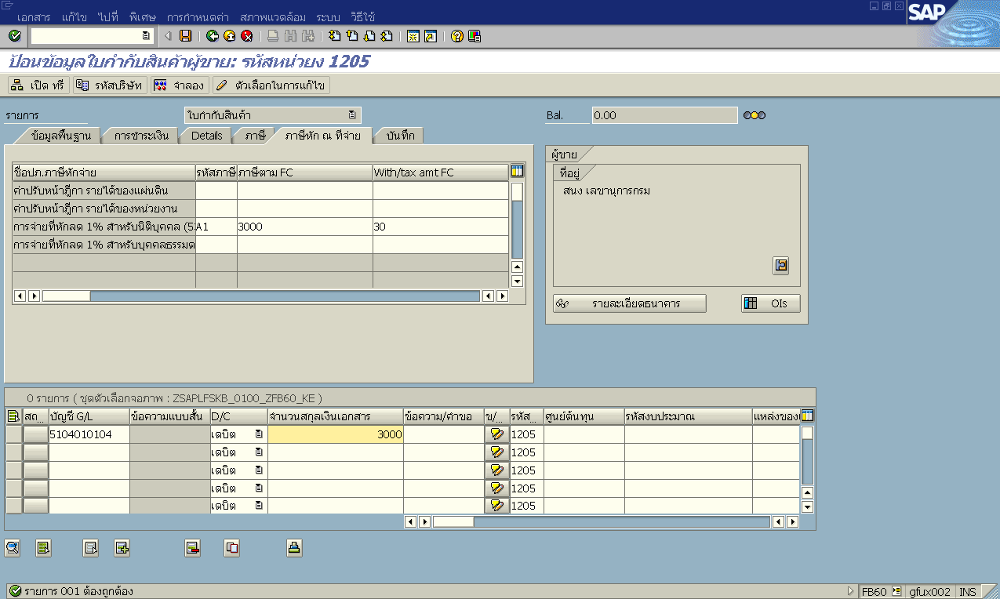 เอกสาร แก้ไข ไปที่ พิเศษ การกำหนดค่า สภาพแวดล้อม ระบบ วิธีใช้
SAP
ป้อนข้อมูลใบกำกับสินค้าผู้ขาย: รหัสหน่วยง 1205
เปิด ทรี รหัสบริษัท จำลอง ตัวเลือกในการแก้ไข
รายการ ใบกำกับสินค้า Bal. 0.00
ข้อมูลพื้นฐาน การชำระเงิน Details ภาษี ภาษีหัก ณ ที่จ่าย บันทึก
ชื่อปภ.ภาษีหักจ่าย รหัสภาษี ภาษีตาม FC With/tax amt FC
ค่าปรับหน้าฎีกา รายได้ของแผ่นดิน
ค่าปรับหน้าฎีกา รายได้ของหน่วยงาน
การจ่ายที่หักลด 1% สำหรับนิติบุคคล (5: A1 3000 30
การจ่ายที่หักลด 1% สำหรับบุคคลธรรมด
ผู้ขาย
ที่อยู่
สนง เลขานุการกรม
รายละเอียดธนาคาร OIs
0 รายการ ( ชุดตัวเลือกจอภาพ : ZSAPLFSKB_0100_ZFB60_KE )
สถ... บัญชี G/L ข้อความแบบสั้น D/C จำนวนสกุลเงินเอกสาร ข้อความ/คำขอ ข/... รหัส... ศูนย์ต้นทุน รหัสงบประมาณ แหล่งของ
5104010104 เดบิต 3000 1205
เดบิต 1205
เดบิต 1205
เดบิต 1205
เดบิต 1205
รายการ 001 ต้องถูกต้อง FB60 gfux002 INS